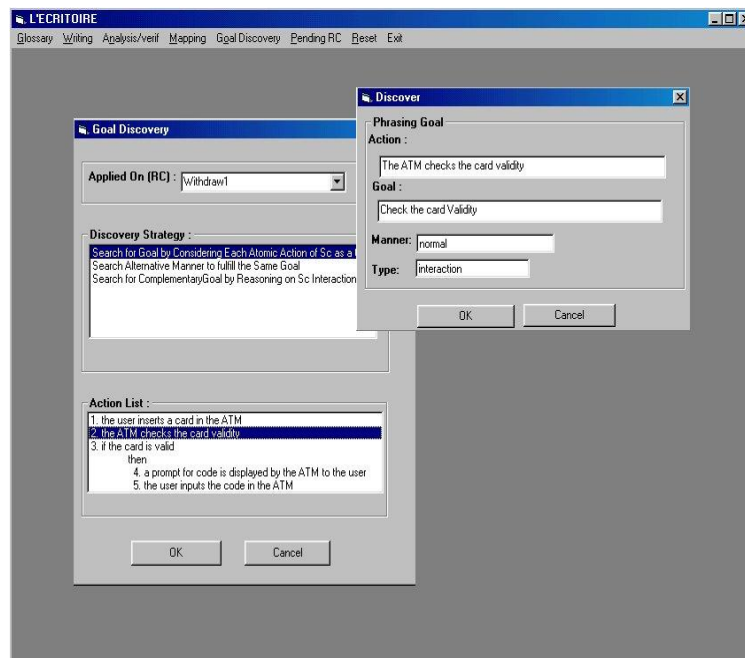 L'ECRITOIRE
Glossary Writing Analysis/verif Mapping Goal Discovery Pending RC Reset Exit
Goal Discovery
Applied On (RC) : Withdraw1
Discovery Strategy :
Search for Goal by Considering Each Atomic Action of Sc as a
Search Alternative Manner to fulfill the Same Goal
Search for ComplementaryGoal by Reasoning on Sc Interaction
Action List :
1. the user inserts a card in the ATM
2. the ATM checks the card validity
3. if the card is valid
then
4. a prompt for code is displayed by the ATM to the user
5. the user inputs the code in the ATM
OK Cancel
Discover
Phrasing Goal
Action :
The ATM checks the card validity
Goal :
Check the card Validity
Manner: normal
Type: interaction
OK Cancel